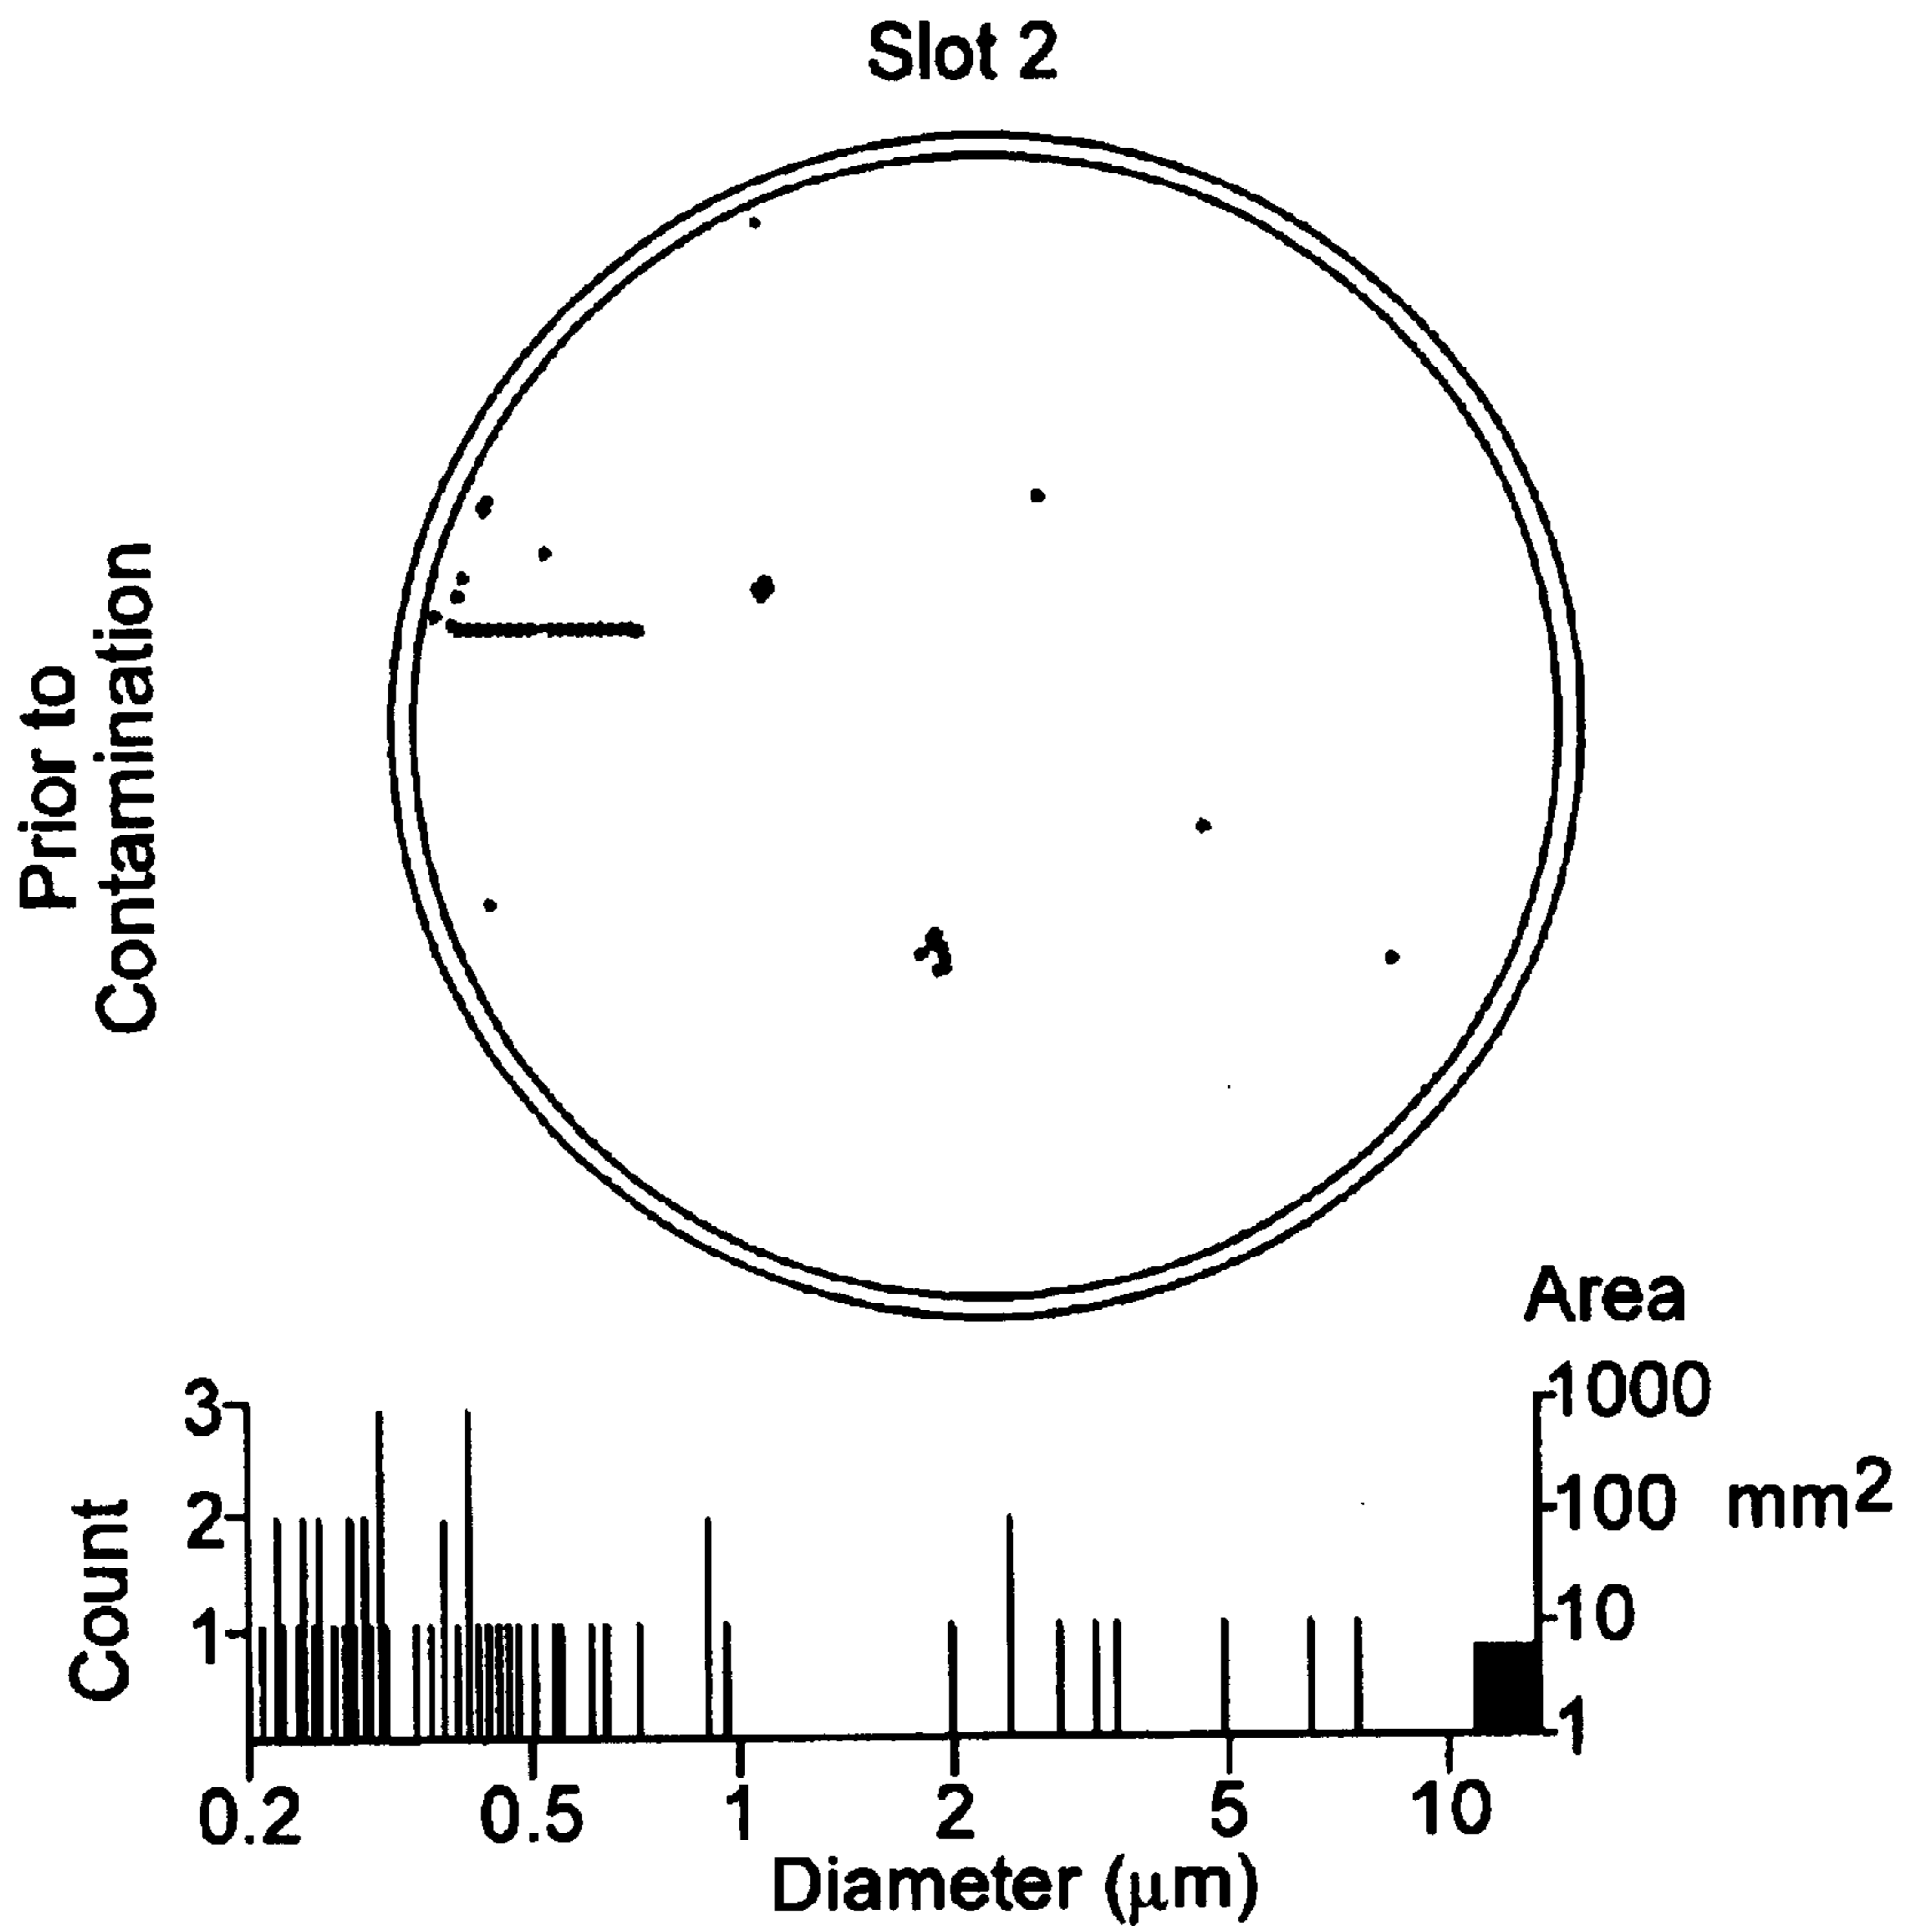 Slot 2
Prior to
Contamination
Area
3
2
1
Count
1000
100 mm2
10
1
0.2 0.5 1 2 5 10
Diameter (μm)